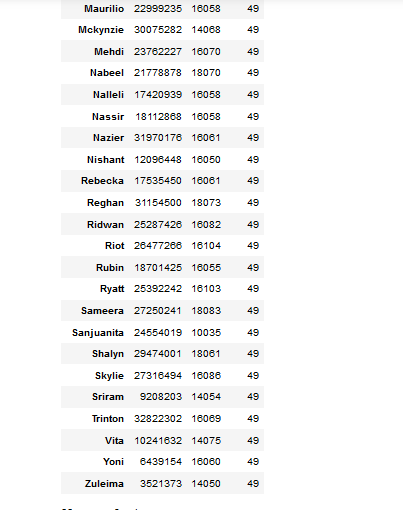 Maurilio 22999235 16058 49
Mckynzie 30075282 14068 49
Mehdi 23762227 16070 49
Nabeel 21778878 18070 49
Nalleli 17420939 16058 49
Nassir 18112868 16058 49
Nazier 31970176 16061 49
Nishant 12096448 16050 49
Rebecka 17535450 16061 49
Reghan 31154500 18073 49
Ridwan 25287426 16082 49
Riot 26477266 16104 49
Rubin 18701425 16055 49
Ryatt 25392242 16103 49
Sameera 27250241 18083 49
Sanjuanita 24554019 10035 49
Shalyn 29474001 18061 49
Skylie 27316494 16086 49
Sriram 9208203 14054 49
Trinton 32822302 16069 49
Vita 10241632 14075 49
Yoni 6439154 16060 49
Zuleima 3521373 14050 49